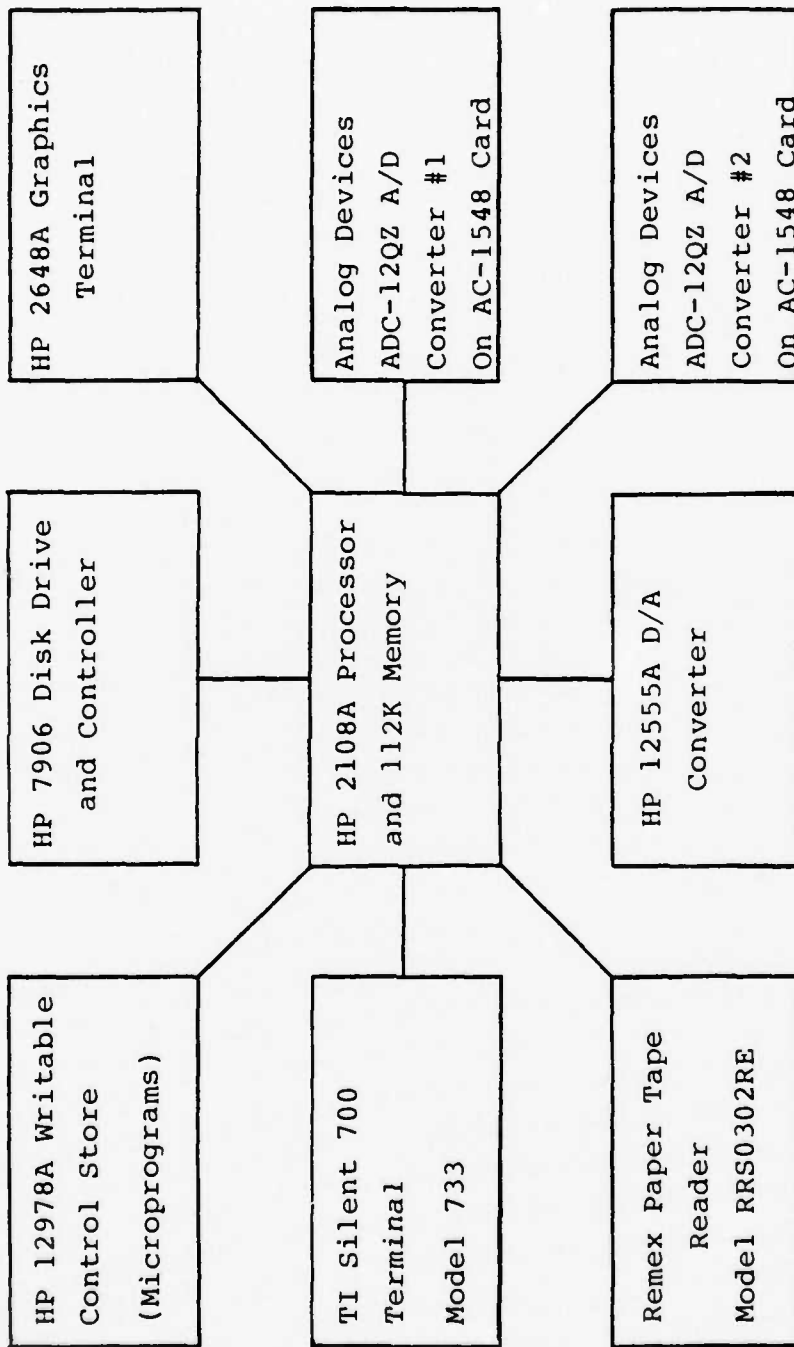 HP 12978A Writable
Control Store
(Microprograms)
HP 7906 Disk Drive
and Controller
HP 2648A Graphics
Terminal
TI Silent 700
Terminal
Model 733
HP 2108A Processor
and 112K Memory
Analog Devices
ADC-12QZ A/D
Converter #1
On AC-1548 Card
Remex Paper Tape
Reader
Model RRS0302RE
HP 12555A D/A
Converter
Analog Devices
ADC-12QZ A/D
Converter #2
On AC-1548 Card